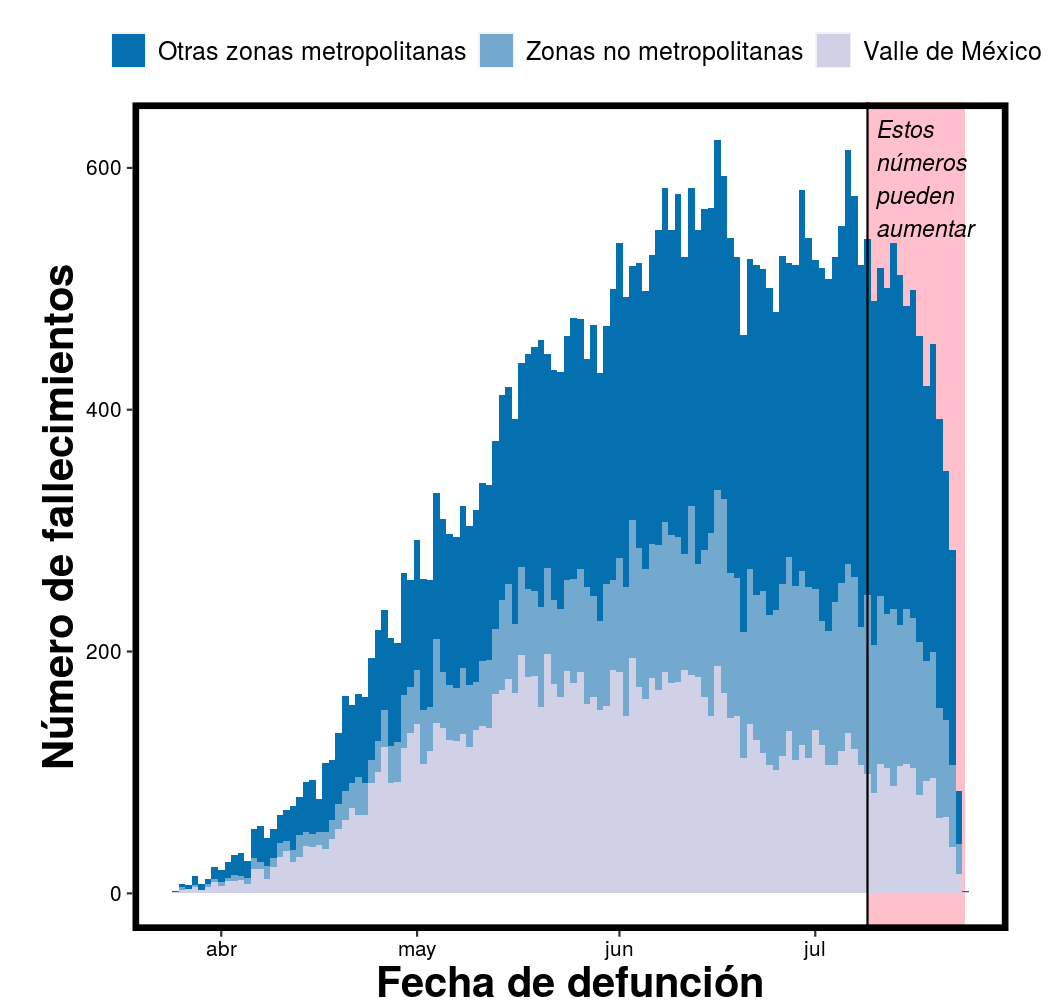 Otras zonas metropolitanas Zonas no metropolitanas Valle de México
Estos
números
pueden
aumentar
600
400
200
0
Número de fallecimientos
abr may jun jul
Fecha de defunción